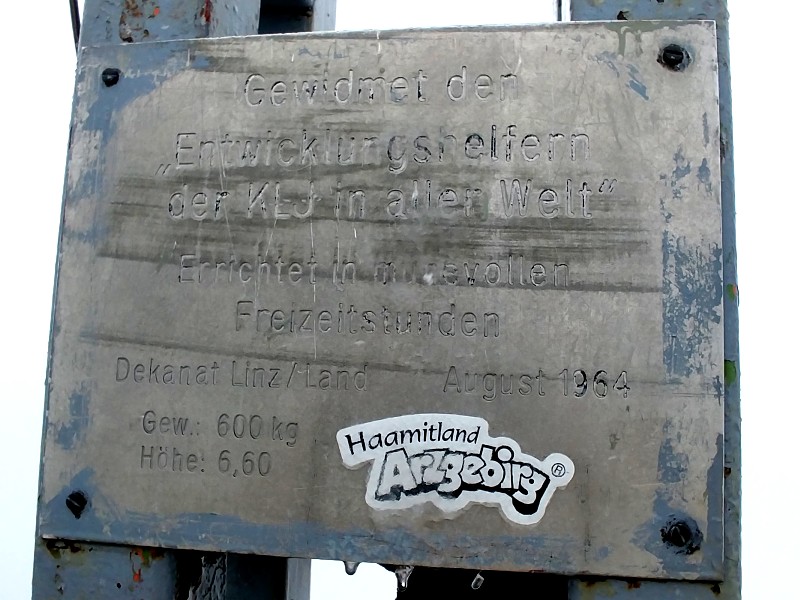 Gewidmet den
„Entwicklungshelfern
der KLJ in aller Welt“
Errichtet in mühevollen
Freizeitstunden
Dekanat Linz/Land August 1964
Gew.: 600 kg
Höhe: 6,60
Haamitland
Arzgebirg ®